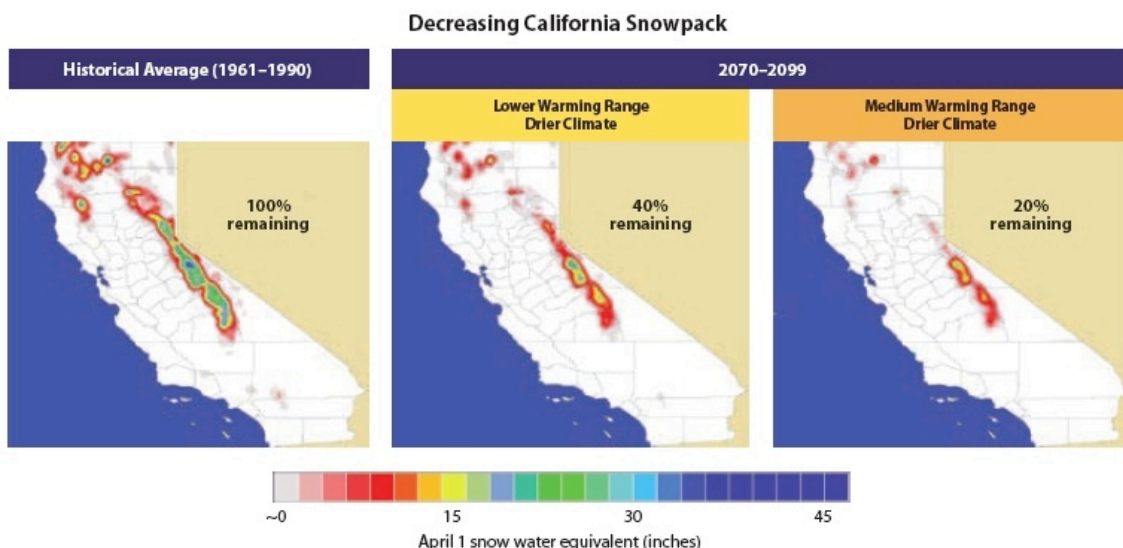 Decreasing California Snowpack
Historical Average (1961–1990)
2070–2099
Lower Warming Range
Drier Climate
Medium Warming Range
Drier Climate
100%
remaining
40%
remaining
20%
remaining
~0 15 30 45
April 1 snow water equivalent (inches)